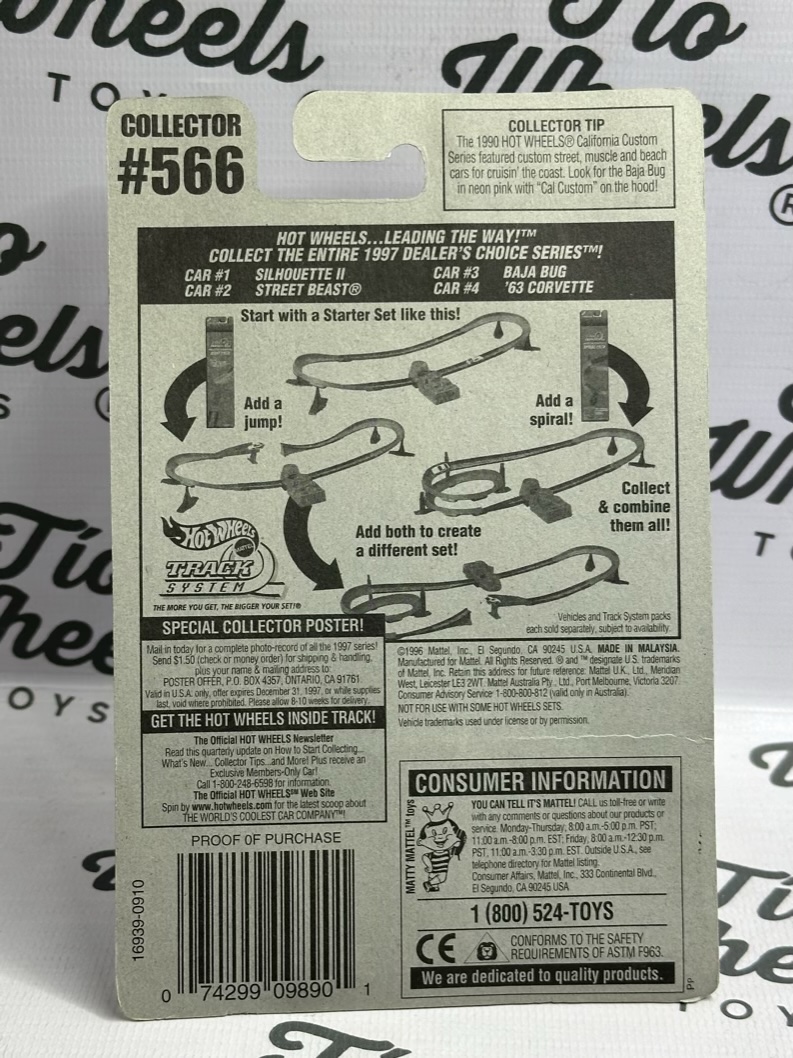 Wheels
TOYS
Tio
Wheels
COLLECTOR
#566
COLLECTOR TIP
The 1990 HOT WHEELS® California Custom
Series featured custom street, muscle and beach
cars for cruisin' the coast. Look for the Baja Bug
in neon pink with "Cal Custom" on the hood!
HOT WHEELS...LEADING THE WAY!™
COLLECT THE ENTIRE 1997 DEALER'S CHOICE SERIES™!
CAR #1 SILHOUETTE II CAR #3 BAJA BUG
CAR #2 STREET BEAST® CAR #4 '63 CORVETTE
Start with a Starter Set like this!
Add a
jump!
Add a
spiral!
Collect
& combine
them all!
Add both to create
a different set!
HOT WHEELS
MATTEL
TRACK
SYSTEM
THE MORE YOU GET, THE BIGGER YOUR SET!®
Vehicles and Track System packs
each sold separately, subject to availability.
SPECIAL COLLECTOR POSTER!
Mail in today for a complete photo-record of all the 1997 series!
Send $1.50 (check or money order) for shipping & handling,
plus your name & mailing address to:
POSTER OFFER, P.O. BOX 4357, ONTARIO, CA 91761.
Valid in U.S.A. only, offer expires December 31, 1997, or while supplies
last, void where prohibited. Please allow 8-10 weeks for delivery.
GET THE HOT WHEELS INSIDE TRACK!
The Official HOT WHEELS Newsletter
Read this quarterly update on How to Start Collecting...
What's New... Collector Tips...and More! Plus receive an
Exclusive Members-Only Car!
Call 1-800-248-6598 for information.
The Official HOT WHEELS℠ Web Site
Spin by www.hotwheels.com for the latest scoop about
THE WORLD'S COOLEST CAR COMPANY™!
©1996 Mattel, Inc., El Segundo, CA 90245 U.S.A. MADE IN MALAYSIA.
Manufactured for Mattel. All Rights Reserved. ® and ™ designate U.S. trademarks
of Mattel, Inc. Retain this address for future reference: Mattel U.K., Ltd., Meridian
West, Leicester LE3 2WT. Mattel Australia Pty., Ltd., Port Melbourne, Victoria 3207.
Consumer Advisory Service 1-800-800-812 (valid only in Australia).
NOT FOR USE WITH SOME HOT WHEELS SETS.
Vehicle trademarks used under license or by permission.
PROOF OF PURCHASE
16939-0910
0 74299 09890 1
CONSUMER INFORMATION
MATTY MATTEL™ toys
YOU CAN TELL IT'S MATTEL! CALL us toll-free or write
with any comments or questions about our products or
service. Monday-Thursday, 8:00 a.m.-5:00 p.m. PST;
11:00 a.m.-8:00 p.m. EST; Friday, 8:00 a.m.-12:30 p.m.
PST, 11:00 a.m.-3:30 p.m. EST. Outside U.S.A., see
telephone directory for Mattel listing.
Consumer Affairs, Mattel, Inc., 333 Continental Blvd.,
El Segundo, CA 90245 USA
1 (800) 524-TOYS
CE
CONFORMS TO THE SAFETY
REQUIREMENTS OF ASTM F963.
We are dedicated to quality products.